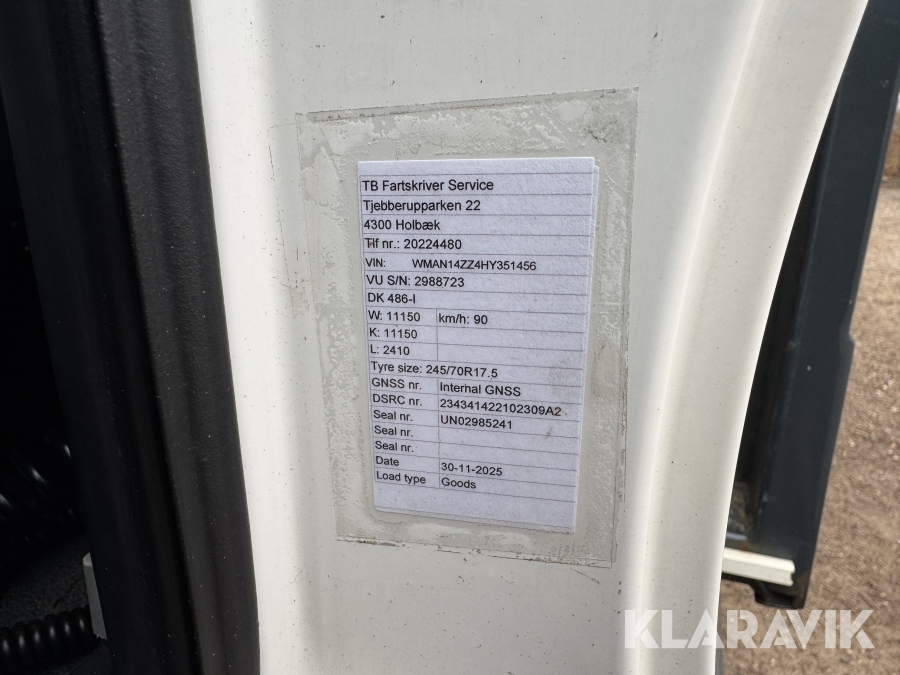 TB Fartskriver Service
Tjebberupparken 22
4300 Holbæk
Tlf nr.: 20224480
VIN: WMAN14ZZ4HY351456
VU S/N: 2988723
DK 486-I
W: 11150 km/h: 90
K: 11150
L: 2410
Tyre size: 245/70R17.5
GNSS nr. Internal GNSS
DSRC nr. 234341422102309A2
Seal nr. UN02985241
Seal nr.
Seal nr.
Date 30-11-2025
Load type Goods
KLARAVIK